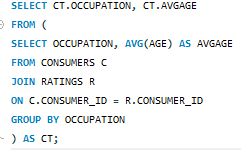 SELECT CT.OCCUPATION, CT.AVGAGE
FROM (
SELECT OCCUPATION, AVG(AGE) AS AVGAGE
FROM CONSUMERS C
JOIN RATINGS R
ON C.CONSUMER_ID = R.CONSUMER_ID
GROUP BY OCCUPATION
) AS CT;